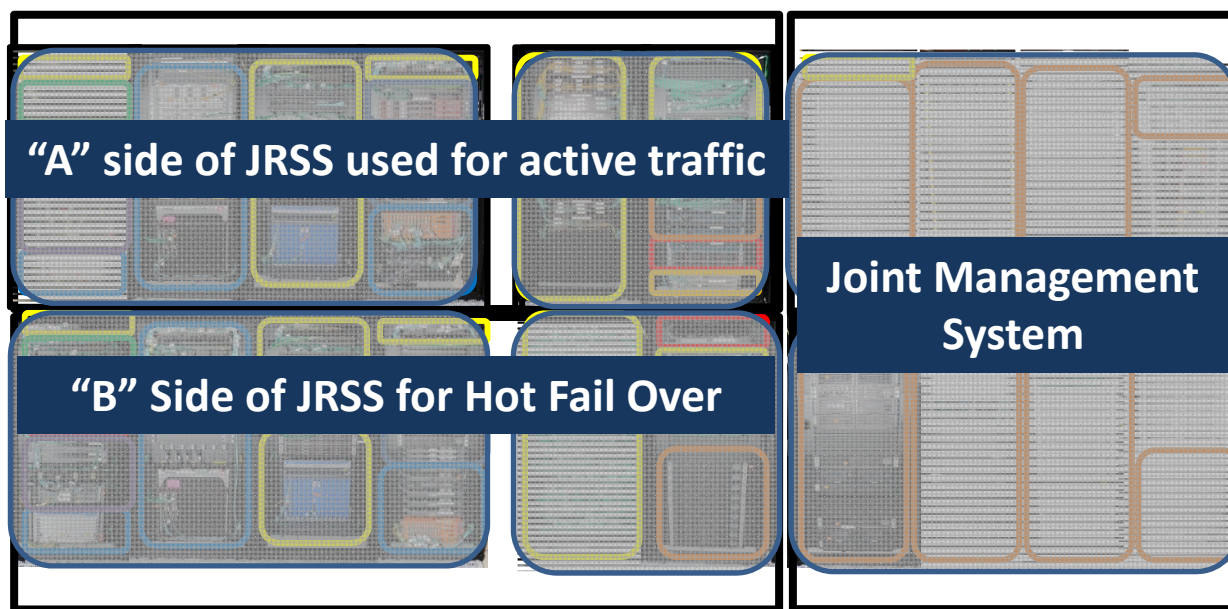 “A” side of JRSS used for active traffic
“B” Side of JRSS for Hot Fail Over
Joint Management
System